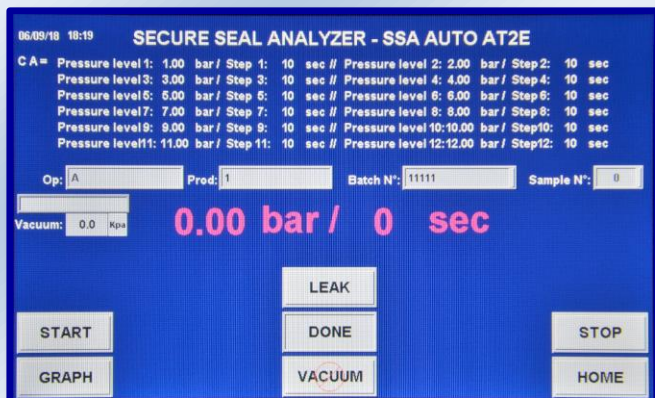 06/09/18 18:19 SECURE SEAL ANALYZER - SSA AUTO AT2E
C A= Pressure level 1: 1.00 bar / Step 1: 10 sec // Pressure level 2: 2.00 bar / Step 2: 10 sec
Pressure level 3: 3.00 bar / Step 3: 10 sec // Pressure level 4: 4.00 bar / Step 4: 10 sec
Pressure level 5: 5.00 bar / Step 5: 10 sec // Pressure level 6: 6.00 bar / Step 6: 10 sec
Pressure level 7: 7.00 bar / Step 7: 10 sec // Pressure level 8: 8.00 bar / Step 8: 10 sec
Pressure level 9: 9.00 bar / Step 9: 10 sec // Pressure level 10:10.00 bar / Step10: 10 sec
Pressure level11: 11.00 bar / Step 11: 10 sec // Pressure level 12:12.00 bar / Step12: 10 sec
Op: A Prod: 1 Batch N°: 11111 Sample N°: 0
Vacuum: 0.0 Kpa 0.00 bar / 0 sec
LEAK
START DONE STOP
GRAPH VACUUM HOME